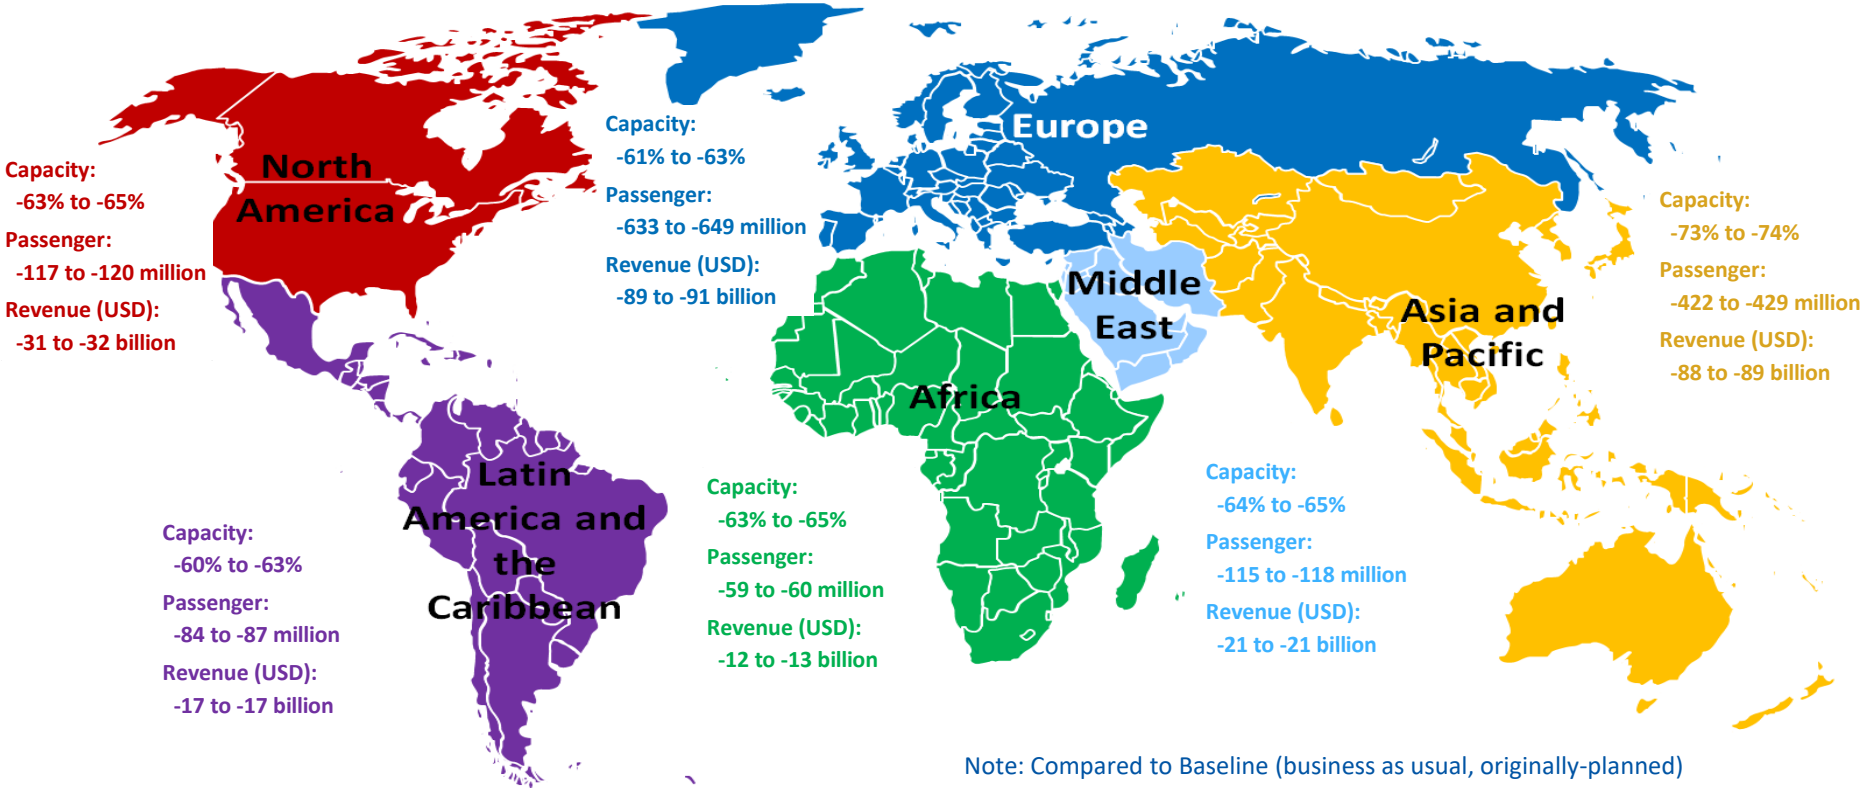 North
America
Capacity:
-63% to -65%
Passenger:
-117 to -120 million
Revenue (USD):
-31 to -32 billion
Capacity:
-61% to -63%
Passenger:
-633 to -649 million
Revenue (USD):
-89 to -91 billion
Europe
Middle
East
Asia and
Pacific
Capacity:
-73% to -74%
Passenger:
-422 to -429 million
Revenue (USD):
-88 to -89 billion
Africa
Latin
America and
the
Caribbean
Capacity:
-60% to -63%
Passenger:
-84 to -87 million
Revenue (USD):
-17 to -17 billion
Capacity:
-63% to -65%
Passenger:
-59 to -60 million
Revenue (USD):
-12 to -13 billion
Capacity:
-64% to -65%
Passenger:
-115 to -118 million
Revenue (USD):
-21 to -21 billion
Note: Compared to Baseline (business as usual, originally-planned)